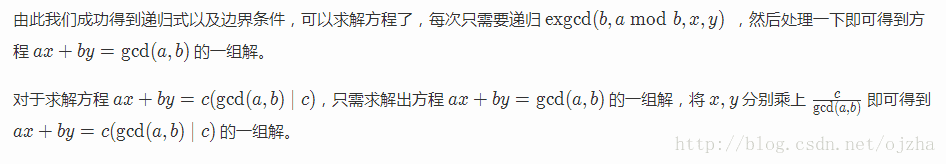 由此我们成功得到递归式以及边界条件，可以求解方程了，每次只需要递归 exgcd(b, a mod b, x, y) ，然后处理一下即可得到方
程 ax + by = gcd(a, b) 的一组解。
对于求解方程 ax + by = c(gcd(a, b) | c)，只需求解出方程 ax + by = gcd(a, b) 的一组解，将 x, y 分别乘上 c/gcd(a,b) 即可得到
ax + by = c(gcd(a, b) | c) 的一组解。
http://blog.csdn.net/ojzha